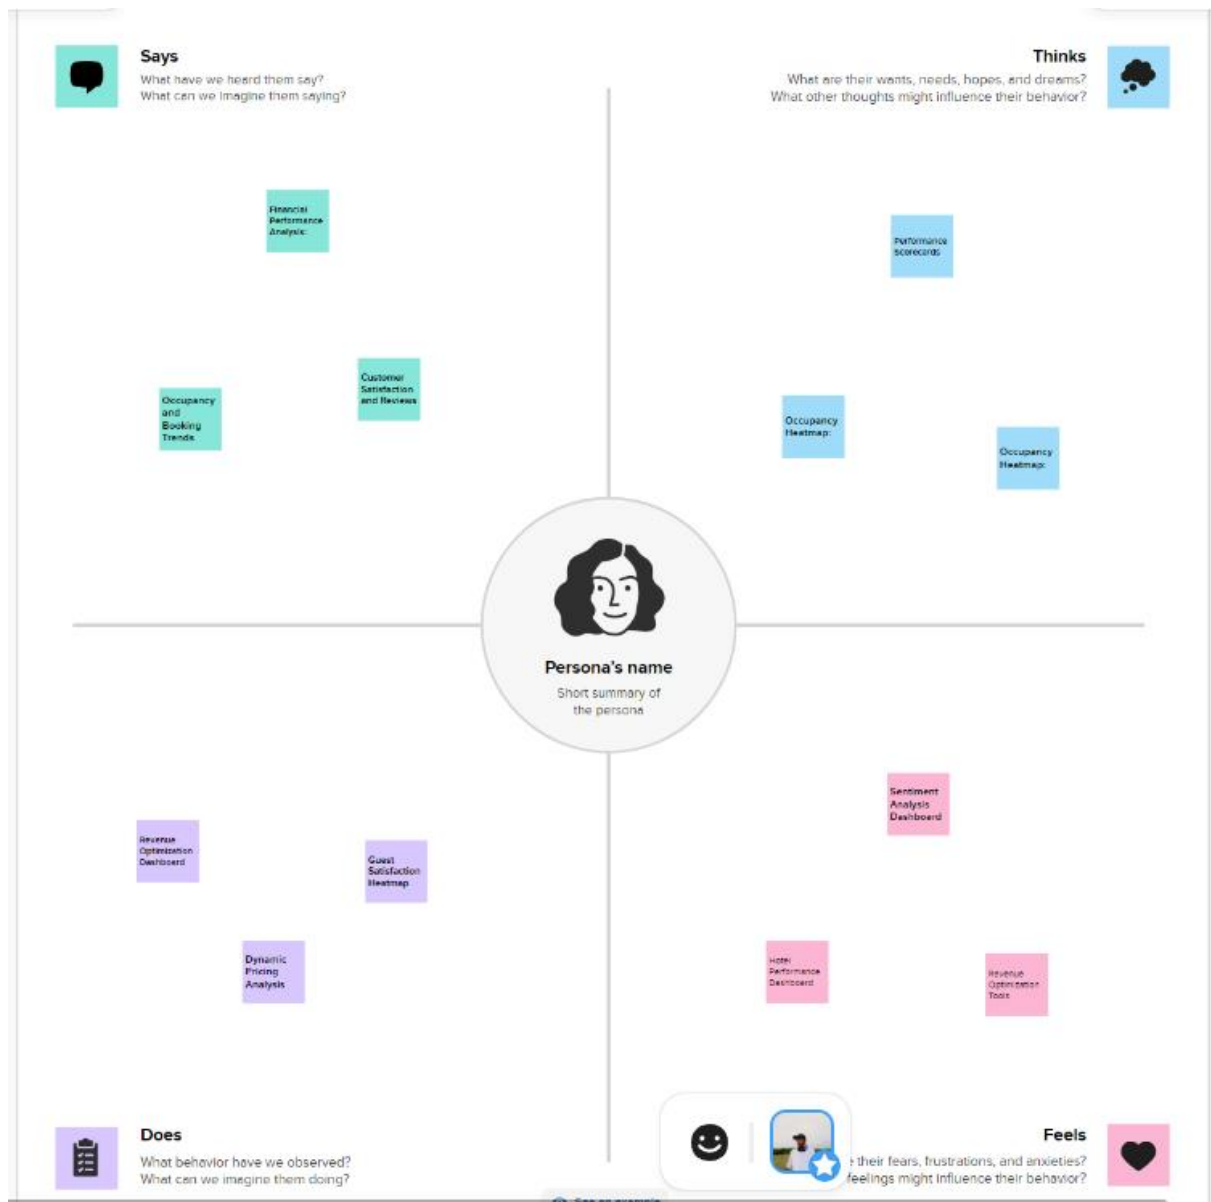 Says
What have we heard them say?
What can we imagine them saying?
Thinks
What are their wants, needs, hopes, and dreams?
What other thoughts might influence their behavior?
Financial
Performance
Analysis:
Customer
Satisfaction
and Reviews
Occupancy
and
Booking
Trends
Performance
Scorecards
Occupancy
Heatmap:
Occupancy
Heatmap:
Persona's name
Short summary of
the persona
Revenue
Optimization
Dashboard
Guest
Satisfaction
Heatmap
Dynamic
Pricing
Analysis
Sentiment
Analysis
Dashboard
Hotel
Performance
Dashboard
Revenue
Optimization
Tools
Does
What behavior have we observed?
What can we imagine them doing?
Feels
their fears, frustrations, and anxieties?
feelings might influence their behavior?
See an example